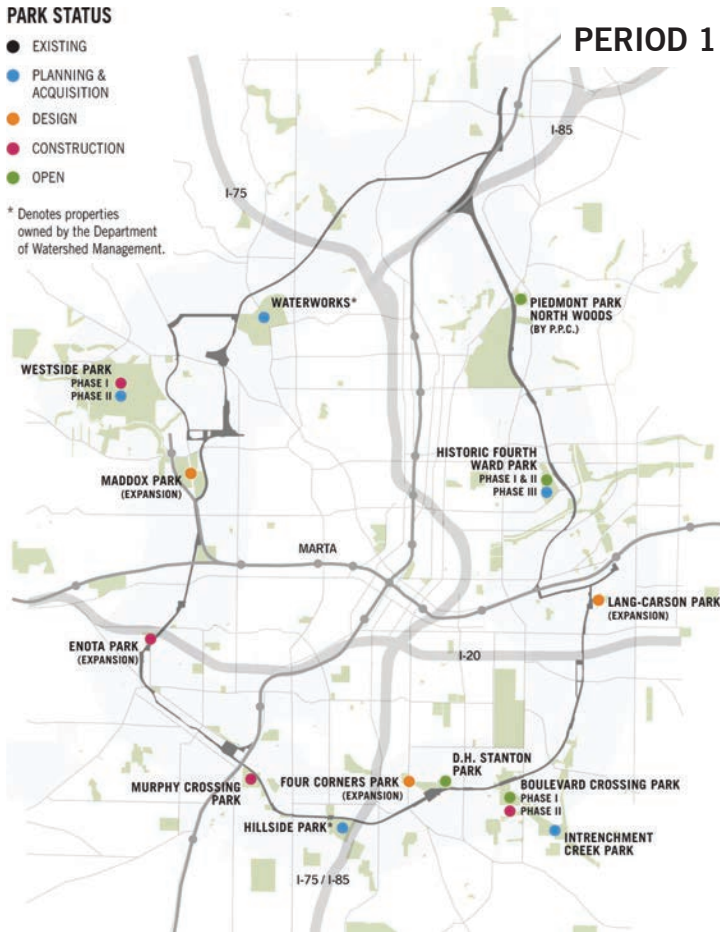 PARK STATUS
EXISTING
PLANNING &
ACQUISITION
DESIGN
CONSTRUCTION
OPEN
* Denotes properties
owned by the Department
of Watershed Management.
PERIOD 1
I-85
I-75
WATERWORKS*
PIEDMONT PARK
NORTH WOODS
(BY P.P.C.)
WESTSIDE PARK
PHASE I
PHASE II
HISTORIC FOURTH
WARD PARK
PHASE I & II
PHASE III
MADDOX PARK
(EXPANSION)
MARTA
LANG-CARSON PARK
(EXPANSION)
ENOTA PARK
(EXPANSION)
I-20
D.H. STANTON
PARK
MURPHY CROSSING
PARK
FOUR CORNERS PARK
(EXPANSION)
BOULEVARD CROSSING PARK
PHASE I
PHASE II
HILLSIDE PARK*
INTRENCHMENT
CREEK PARK
I-75 / I-85